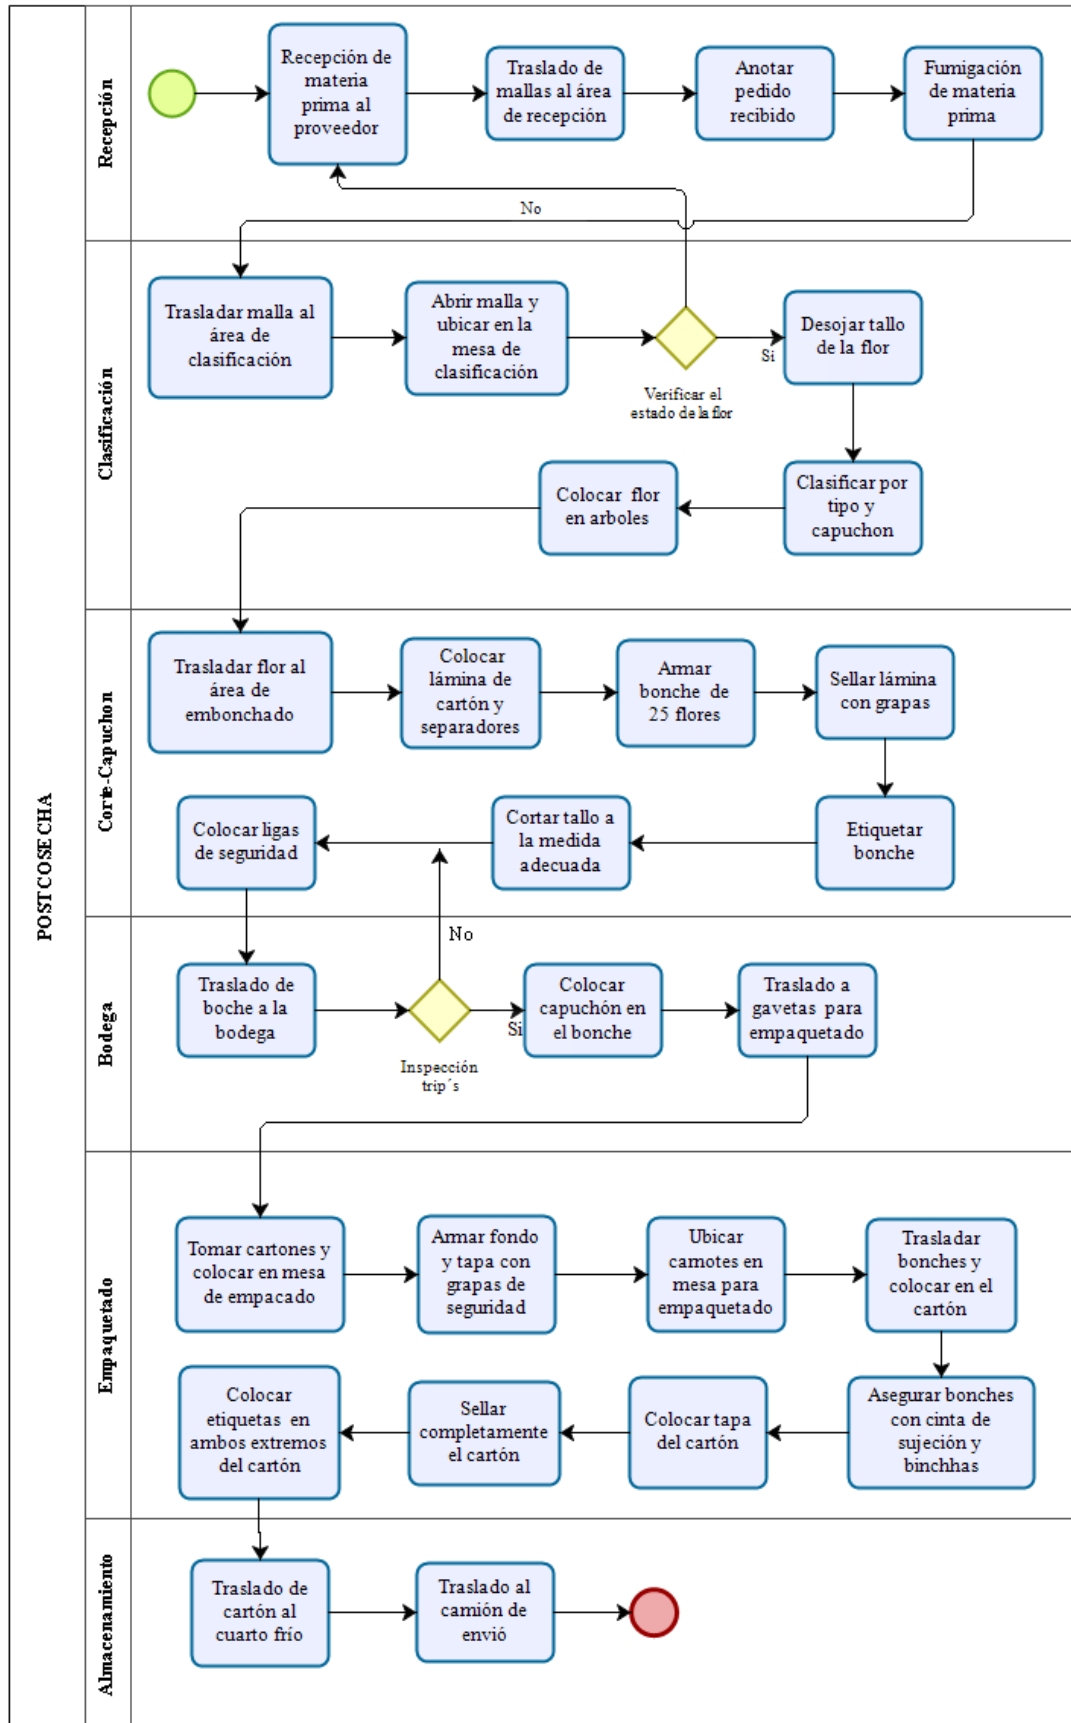 POSTCOSECHA
Recepción
Recepción de
materia
prima al
proveedor
Traslado de
mallas al área
de recepción
Anotar
pedido
recibido
Fumigación
de materia
prima
No
Clasificación
Trasladar malla al
área de
clasificación
Abrir malla y
ubicar en la
mesa de
clasificación
Verificar el
estado de la flor
Si
Desojar tallo
de la flor
Clasificar por
tipo y
capuchon
Colocar flor
en arboles
Corte-Capuchon
Trasladar flor al
área de
embonchado
Colocar
lámina de
cartón y
separadores
Armar
bonche de
25 flores
Sellar lámina
con grapas
Etiquetar
bonche
Cortar tallo a
la medida
adecuada
Colocar ligas
de seguridad
Bodega
Traslado de
boche a la
bodega
No
Inspección
trip´s
Si
Colocar
capuchón en
el bonche
Traslado a
gavetas para
empaquetado
Empaquetado
Tomar cartones y
colocar en mesa
de empacado
Armar fondo
y tapa con
grapas de
seguridad
Ubicar
carnotes en
mesa para
empaquetado
Trasladar
bonches y
colocar en el
cartón
Asegurar bonches
con cinta de
sujeción y
binchhas
Colocar tapa
del cartón
Sellar
completamente
el cartón
Colocar
etiquetas en
ambos extremos
del cartón
Almacenamiento
Traslado de
cartón al
cuarto frío
Traslado al
camión de
envió